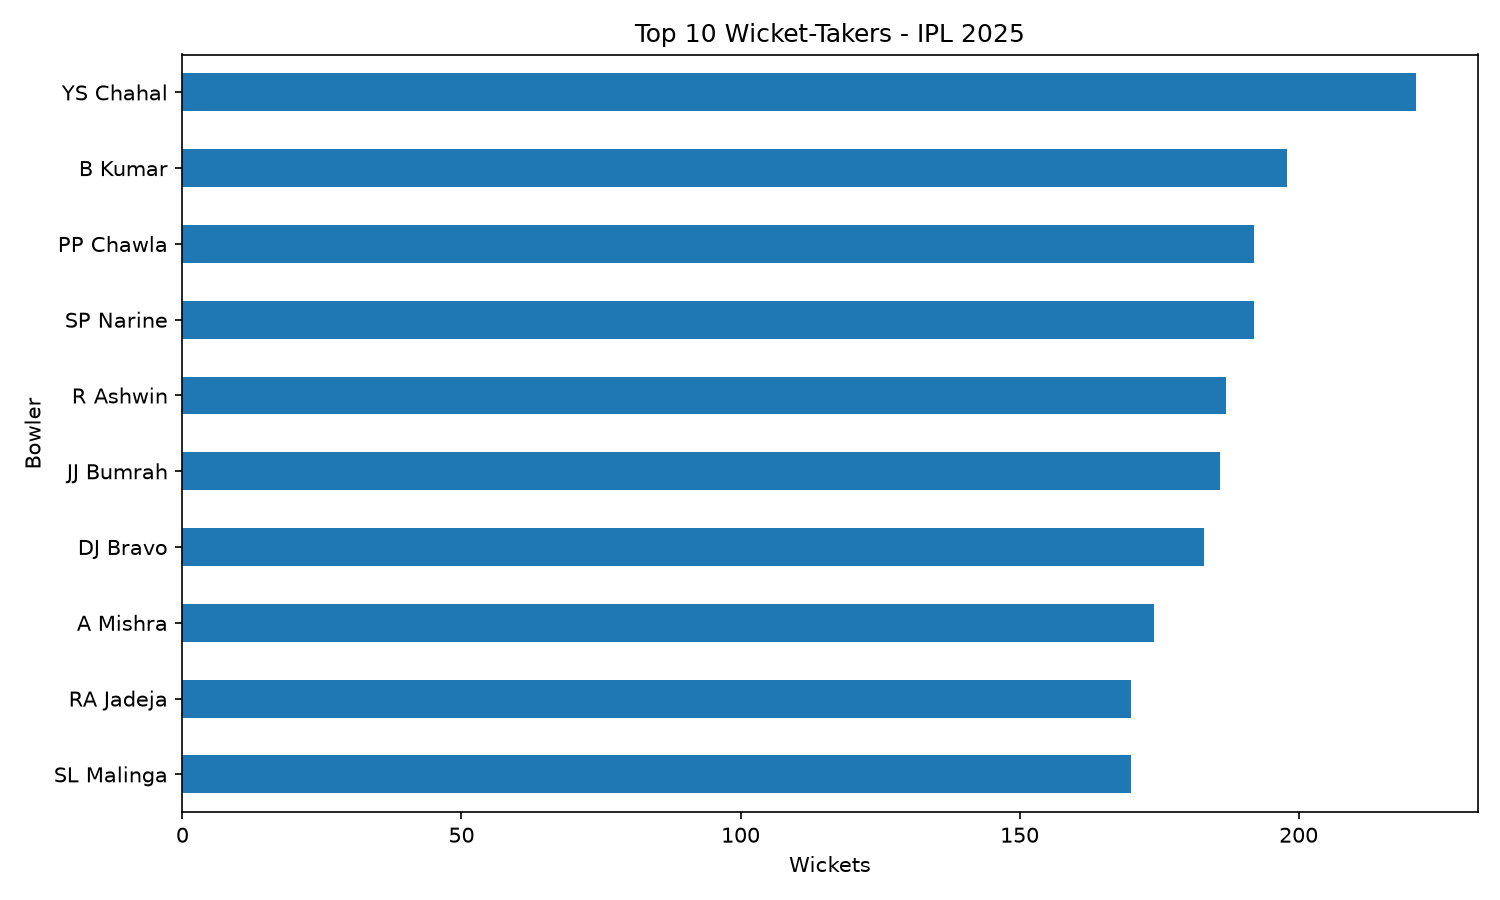 Top 10 Wicket-Takers - IPL 2025
YS Chahal
B Kumar
PP Chawla
SP Narine
R Ashwin
JJ Bumrah
DJ Bravo
A Mishra
RA Jadeja
SL Malinga
Bowler
0 50 100 150 200
Wickets